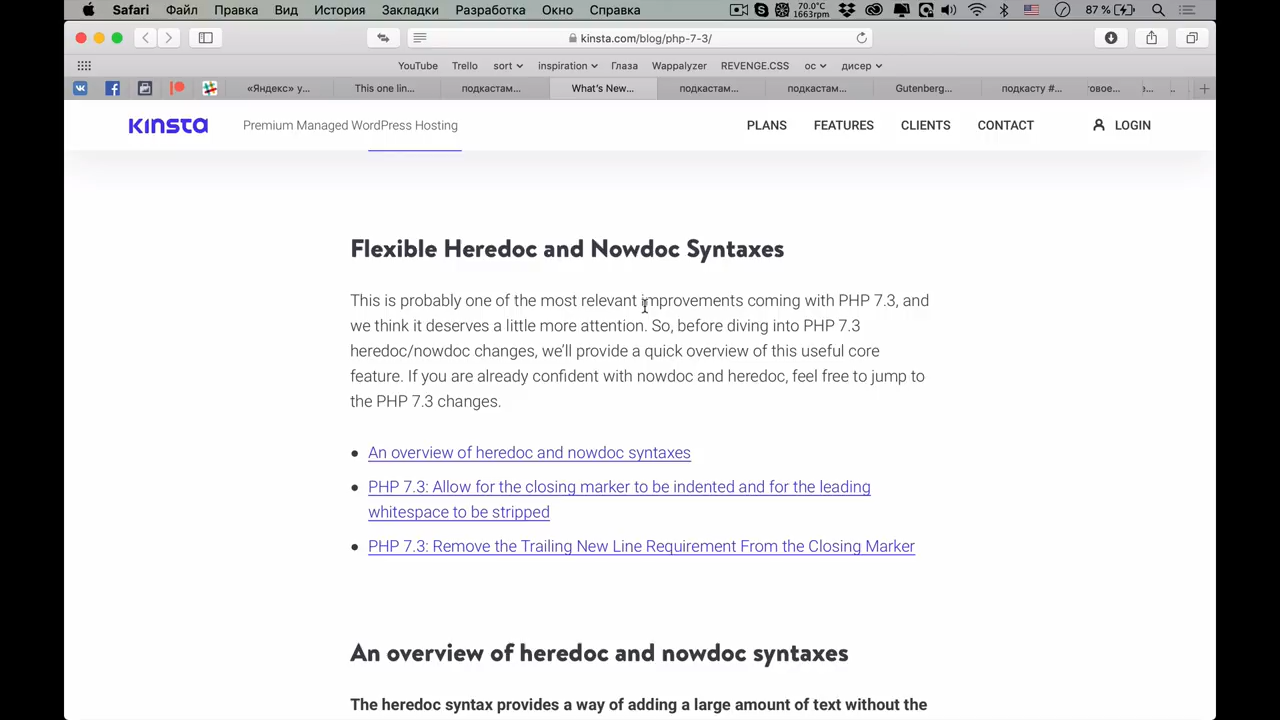 Safari Файл Правка Вид История Закладки Разработка Окно Справка 70.0°C 1663rpm 87 %
kinsta.com/blog/php-7-3/
YouTube Trello sort inspiration Глаза Wappalyzer REVENGE.CSS ос дисер
«Яндекс» у... This one lin... подкастам... What's New... подкастам... подкастам... Gutenberg... подкасту #... 'овое... ı... ..
KINSTA Premium Managed WordPress Hosting PLANS FEATURES CLIENTS CONTACT LOGIN
Flexible Heredoc and Nowdoc Syntaxes
This is probably one of the most relevant improvements coming with PHP 7.3, and
we think it deserves a little more attention. So, before diving into PHP 7.3
heredoc/nowdoc changes, we'll provide a quick overview of this useful core
feature. If you are already confident with nowdoc and heredoc, feel free to jump to
the PHP 7.3 changes.
An overview of heredoc and nowdoc syntaxes
PHP 7.3: Allow for the closing marker to be indented and for the leading
whitespace to be stripped
PHP 7.3: Remove the Trailing New Line Requirement From the Closing Marker
An overview of heredoc and nowdoc syntaxes
The heredoc syntax provides a way of adding a large amount of text without the